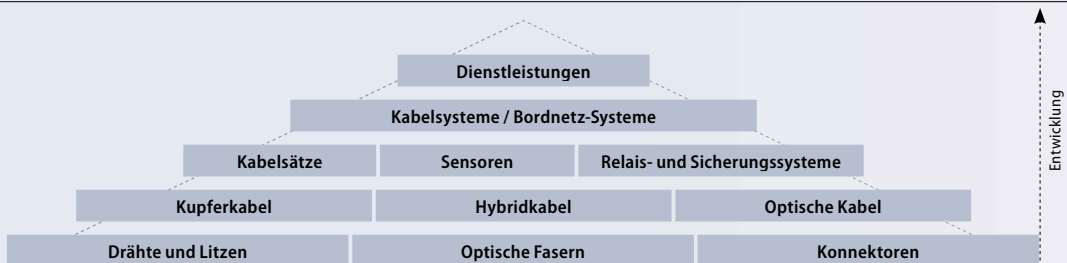 Dienstleistungen
Kabelsysteme / Bordnetz-Systeme
Kabelsätze
Sensoren
Relais- und Sicherungssysteme
Kupferkabel
Hybridkabel
Optische Kabel
Drähte und Litzen
Optische Fasern
Konnektoren
Entwicklung